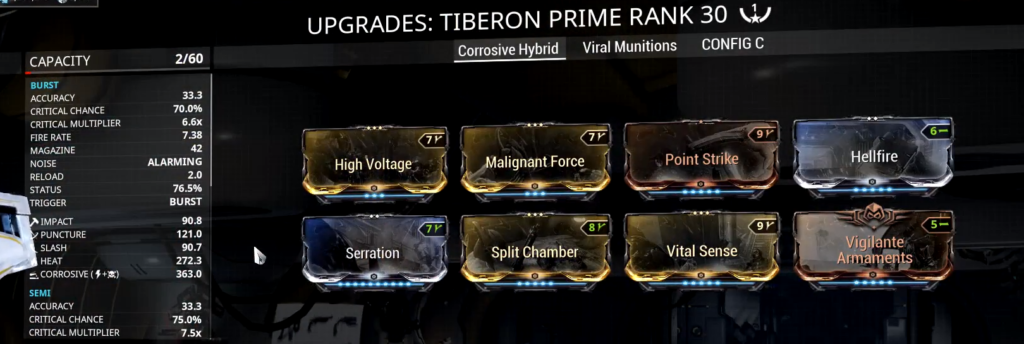 UPGRADES: TIBERON PRIME RANK 30 1
Corrosive Hybrid Viral Munitions CONFIG C
CAPACITY 2/60
BURST
ACCURACY 33.3
CRITICAL CHANCE 70.0%
CRITICAL MULTIPLIER 6.6x
FIRE RATE 7.38
MAGAZINE 42
NOISE ALARMING
RELOAD 2.0
STATUS 76.5%
TRIGGER BURST
IMPACT 90.8
PUNCTURE 121.0
SLASH 90.7
HEAT 272.3
CORROSIVE (+) 363.0
SEMI
ACCURACY 33.3
CRITICAL CHANCE 75.0%
CRITICAL MULTIPLIER 7.5x
7 7 9 6
High Voltage Malignant Force Point Strike Hellfire
7 8 9 5
Serration Split Chamber Vital Sense Vigilante
Armaments